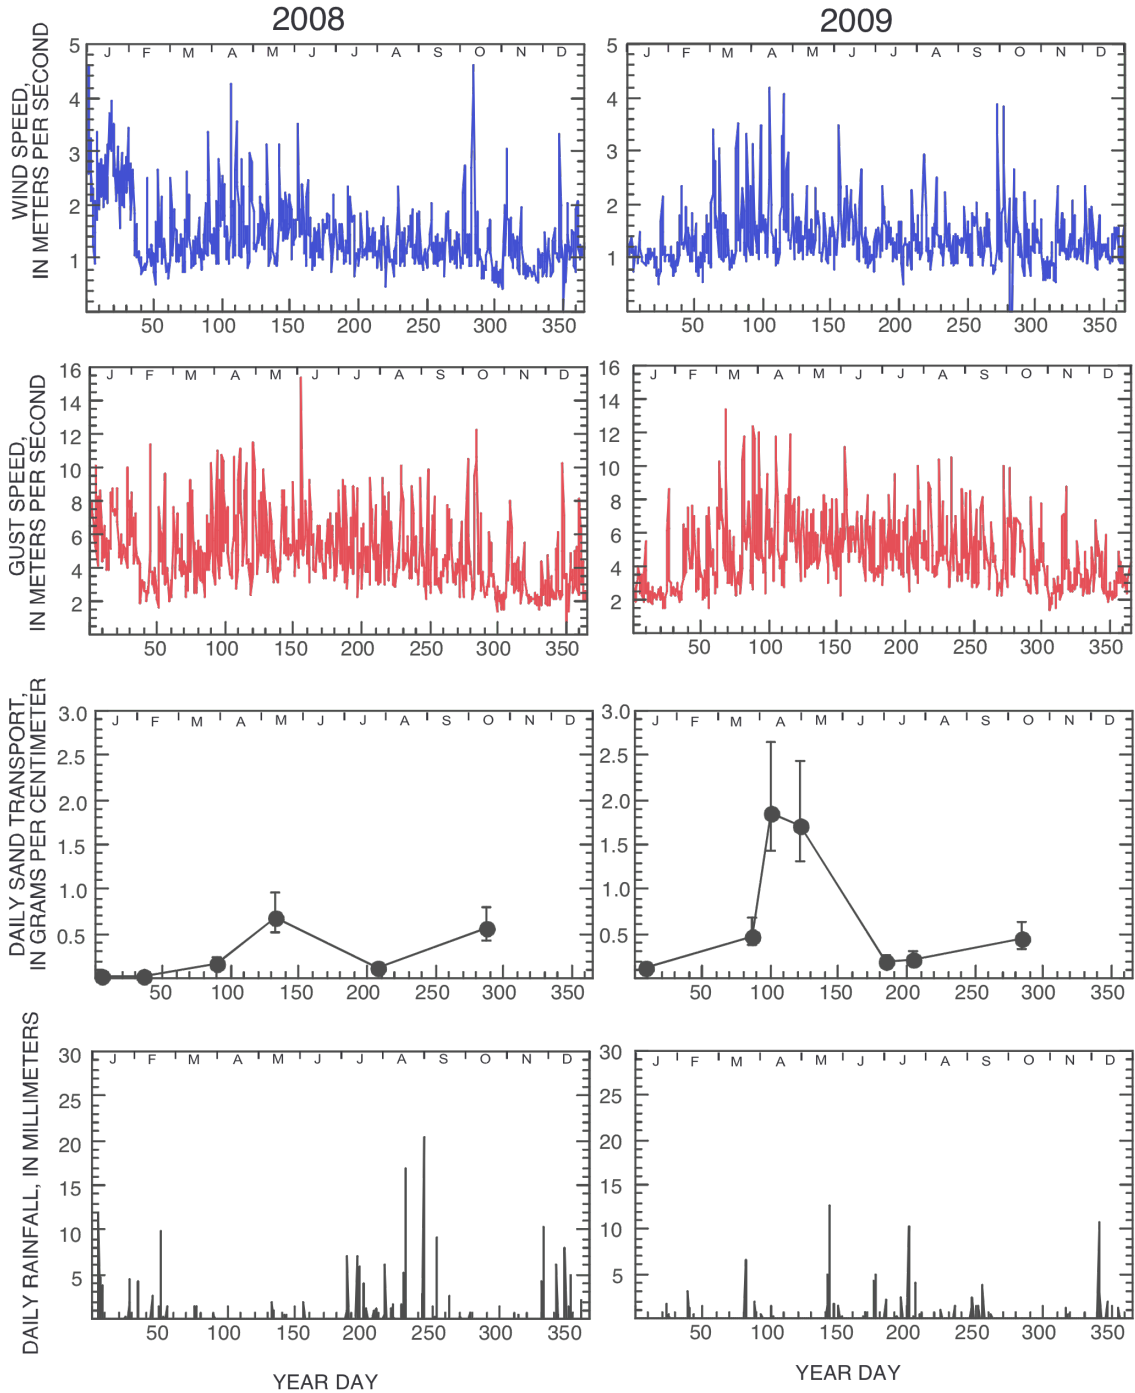 2008
2009
WIND SPEED,
IN METERS PER SECOND
5
4
3
2
1
J F M A M J J A S O N D
50 100 150 200 250 300 350
5
4
3
2
1
J F M A M J J A S O N D
50 100 150 200 250 300 350
GUST SPEED,
IN METERS PER SECOND
16
14
12
10
8
6
4
2
J F M A M J J A S O N D
50 100 150 200 250 300 350
16
14
12
10
8
6
4
2
J F M A M J J A S O N D
50 100 150 200 250 300 350
DAILY SAND TRANSPORT,
IN GRAMS PER CENTIMETER
3.0
2.5
2.0
1.5
1.0
0.5
J F M A M J J A S O N D
50 100 150 200 250 300 350
3.0
2.5
2.0
1.5
1.0
0.5
J F M A M J J A S O N D
50 100 150 200 250 300 350
DAILY RAINFALL, IN MILLIMETERS
30
25
20
15
10
5
J F M A M J J A S O N D
50 100 150 200 250 300 350
30
25
20
15
10
5
J F M A M J J A S O N D
50 100 150 200 250 300 350
YEAR DAY
YEAR DAY